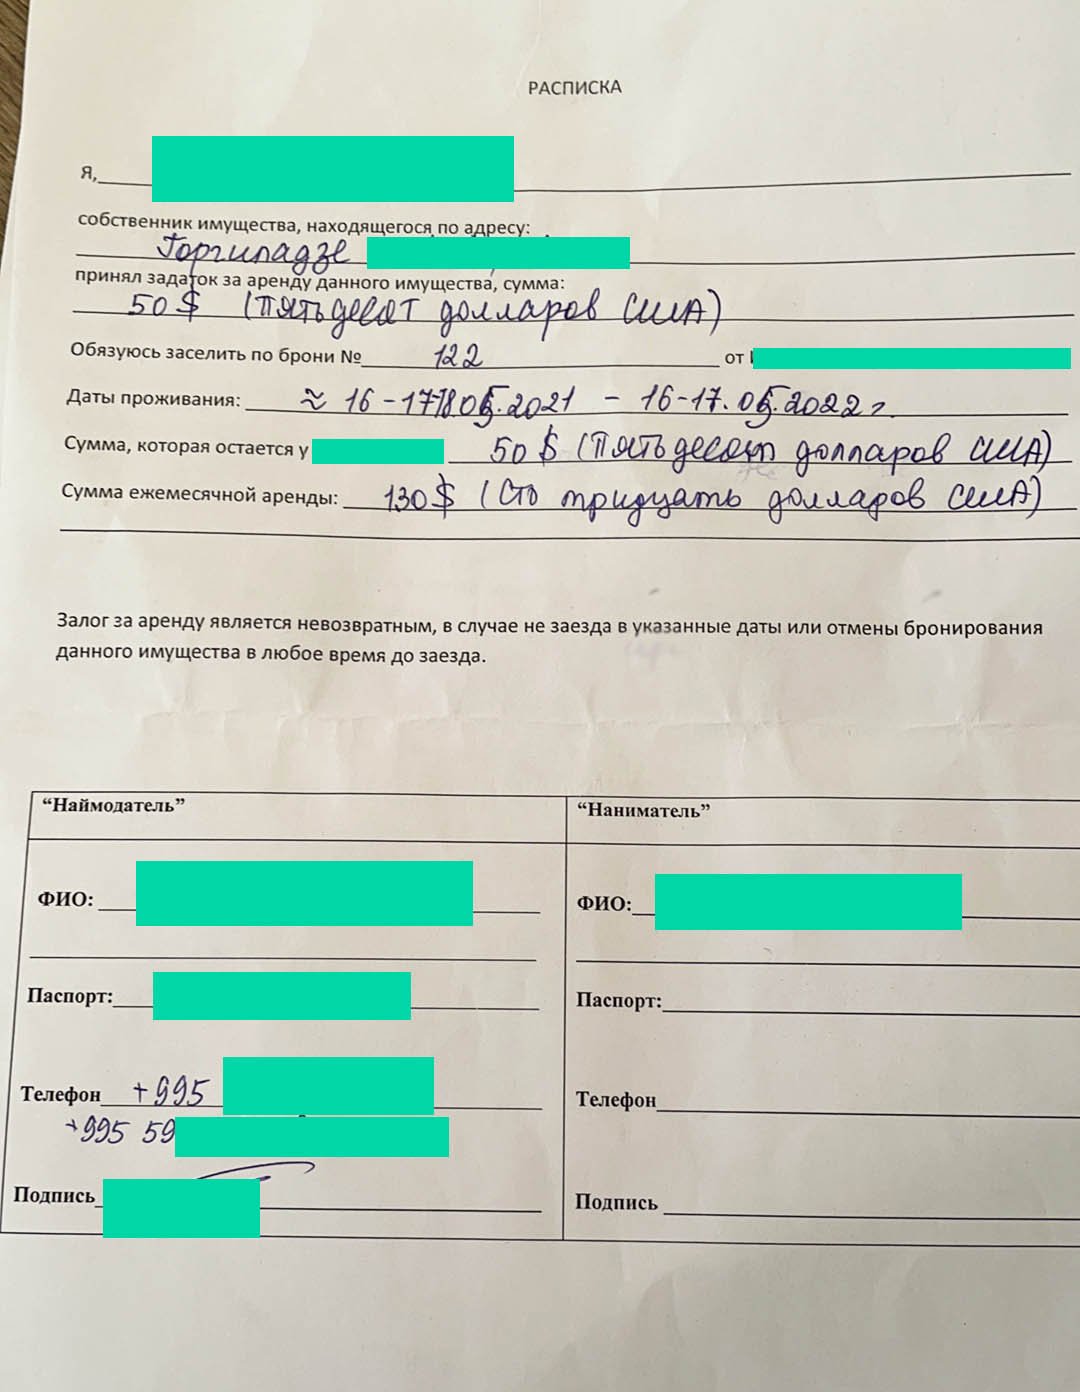 РАСПИСКА
Я,
собственник имущества, находящегося по адресу:
Горгиладзе
принял задаток за аренду данного имущества, сумма:
50 $ (Пятьдесят долларов США)
Обязуюсь заселить по брони № 122 от
Даты проживания: ≈ 16-17-18.05.2021 - 16-17.05.2022 г.
Сумма, которая остается у 50 $ (Пятьдесят долларов США)
Сумма ежемесячной аренды: 130 $ (Сто тридцать долларов США)
Залог за аренду является невозвратным, в случае не заезда в указанные даты или отмены бронирования
данного имущества в любое время до заезда.
“Наймодатель” “Наниматель”
ФИО: ФИО:
Паспорт: Паспорт:
Телефон +995 Телефон
+995 59
Подпись Подпись